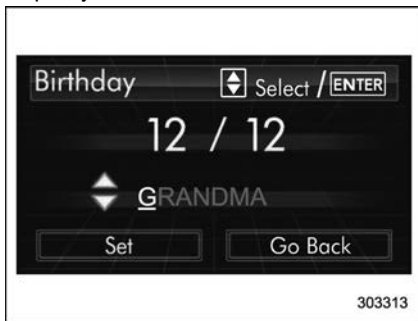 Birthday Select / ENTER
12 / 12
GRANDMA
Set Go Back
303313